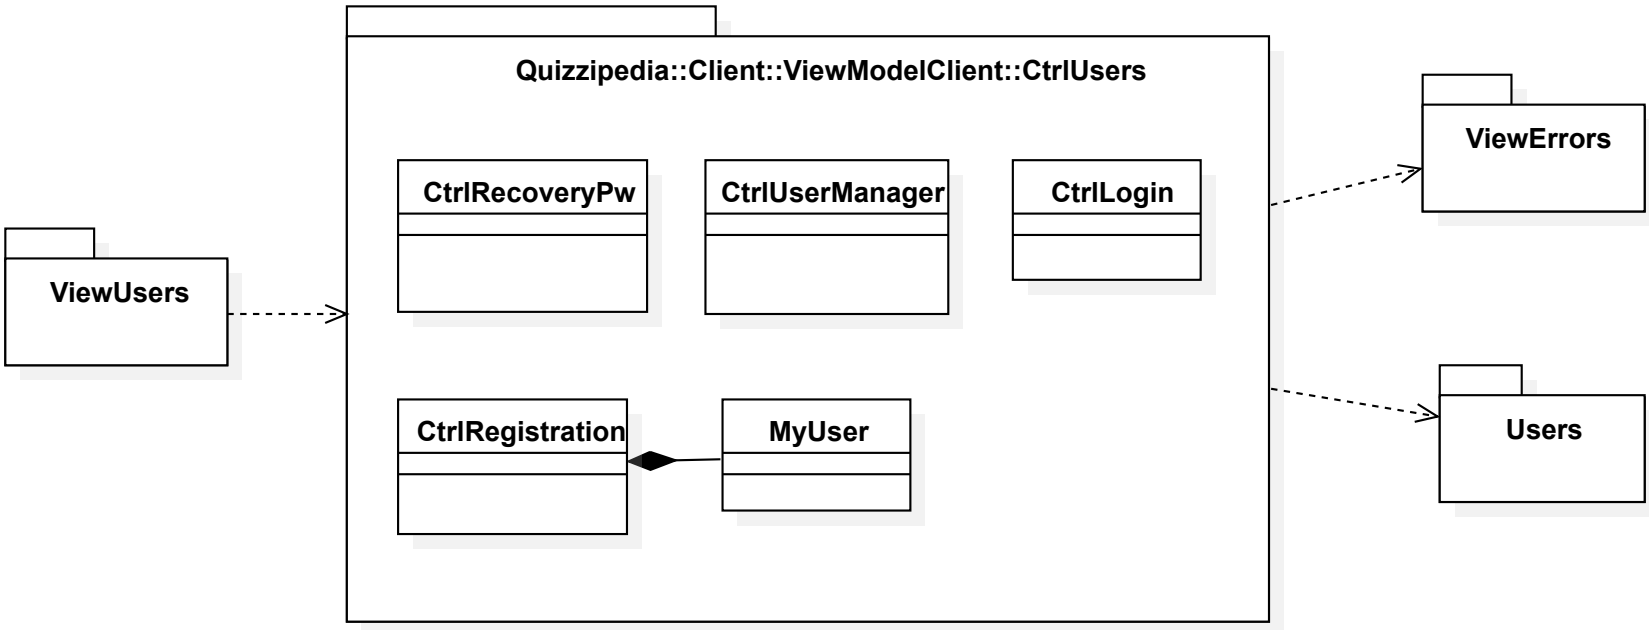 Quizzipedia::Client::ViewModelClient::CtrlUsers
ViewErrors
CtrlRecoveryPw
CtrlUserManager
CtrlLogin
ViewUsers
CtrlRegistration
MyUser
Users